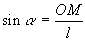 sin α = OM / l